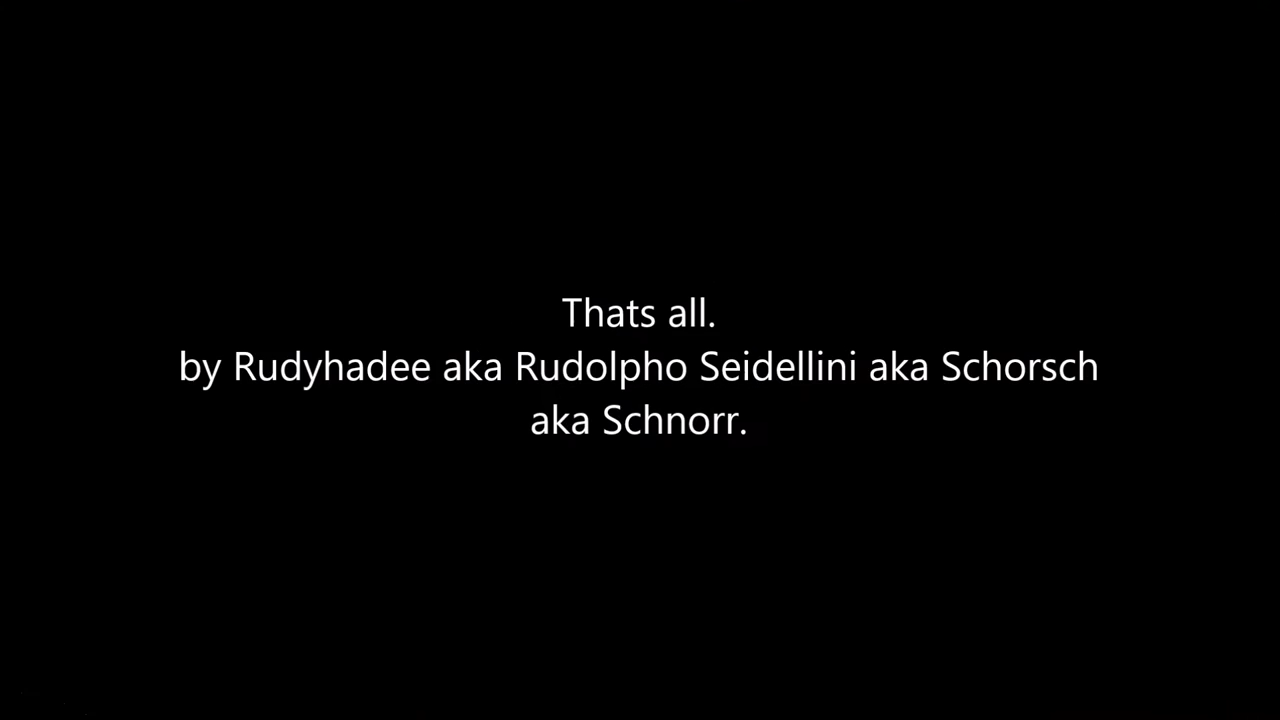 Thats all.
by Rudyhadee aka Rudolpho Seidellini aka Schorsch
aka Schnorr.